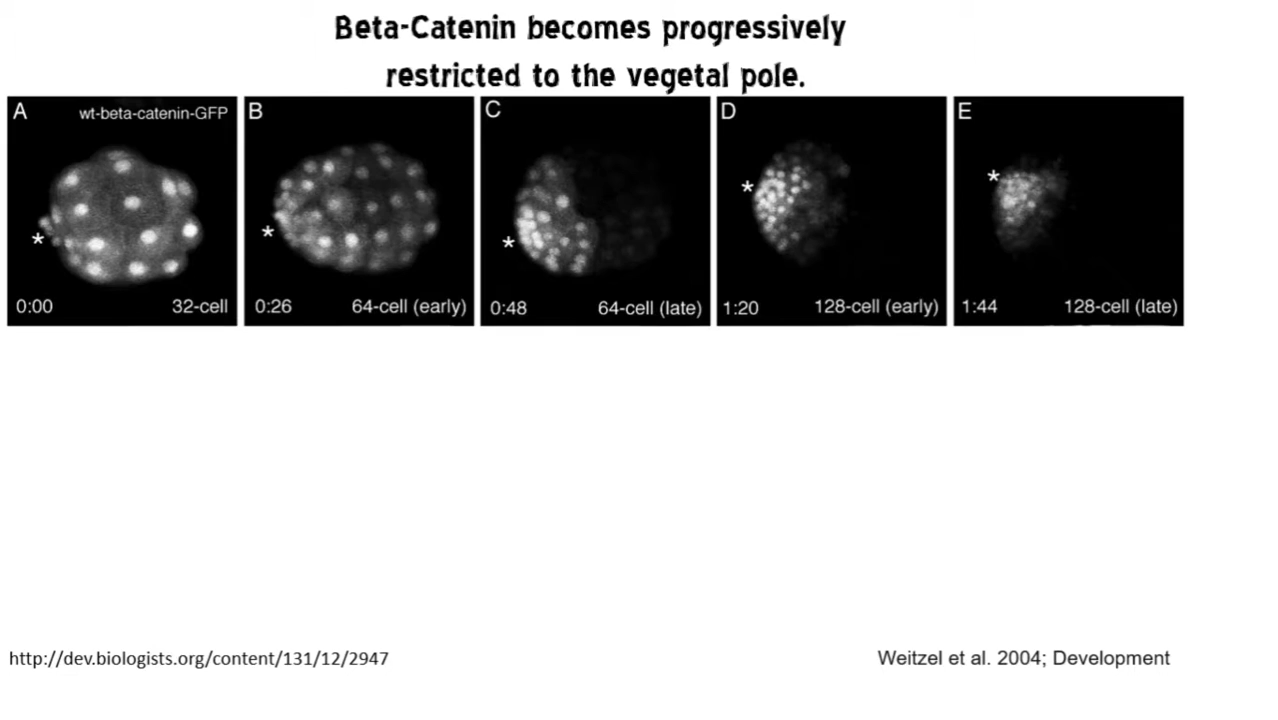 Beta-Catenin becomes progressively
restricted to the vegetal pole.
A wt-beta-catenin-GFP
*
0:00 32-cell
B
*
0:26 64-cell (early)
C
*
0:48 64-cell (late)
D
*
1:20 128-cell (early)
E
*
1:44 128-cell (late)
http://dev.biologists.org/content/131/12/2947
Weitzel et al. 2004; Development